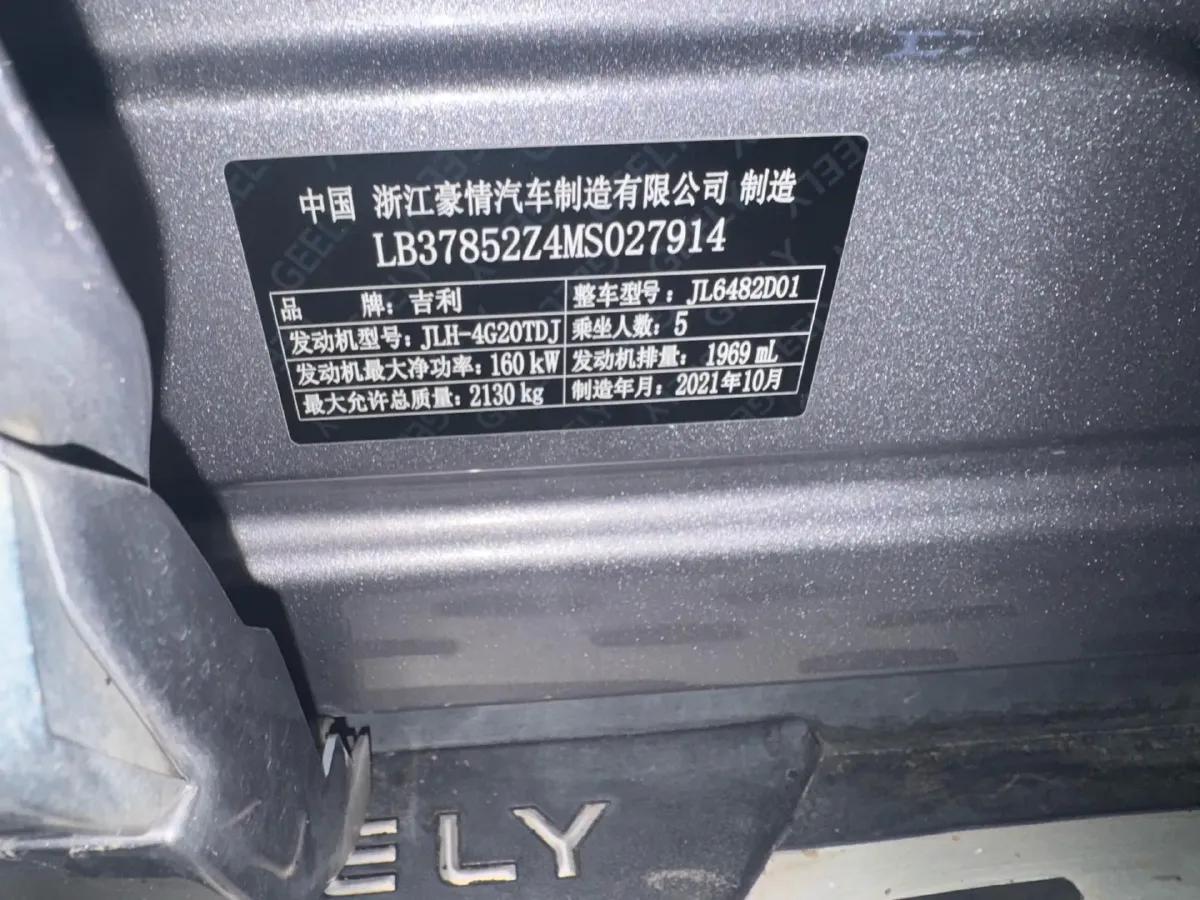 中国 浙江豪情汽车制造有限公司 制造
LB37852Z4MS027914
品 牌：吉利 整车型号：JL6482D01
发动机型号：JLH-4G20TDJ 乘坐人数：5
发动机最大净功率：160 kW 发动机排量：1969 mL
最大允许总质量：2130 kg 制造年月：2021年10月
ELY